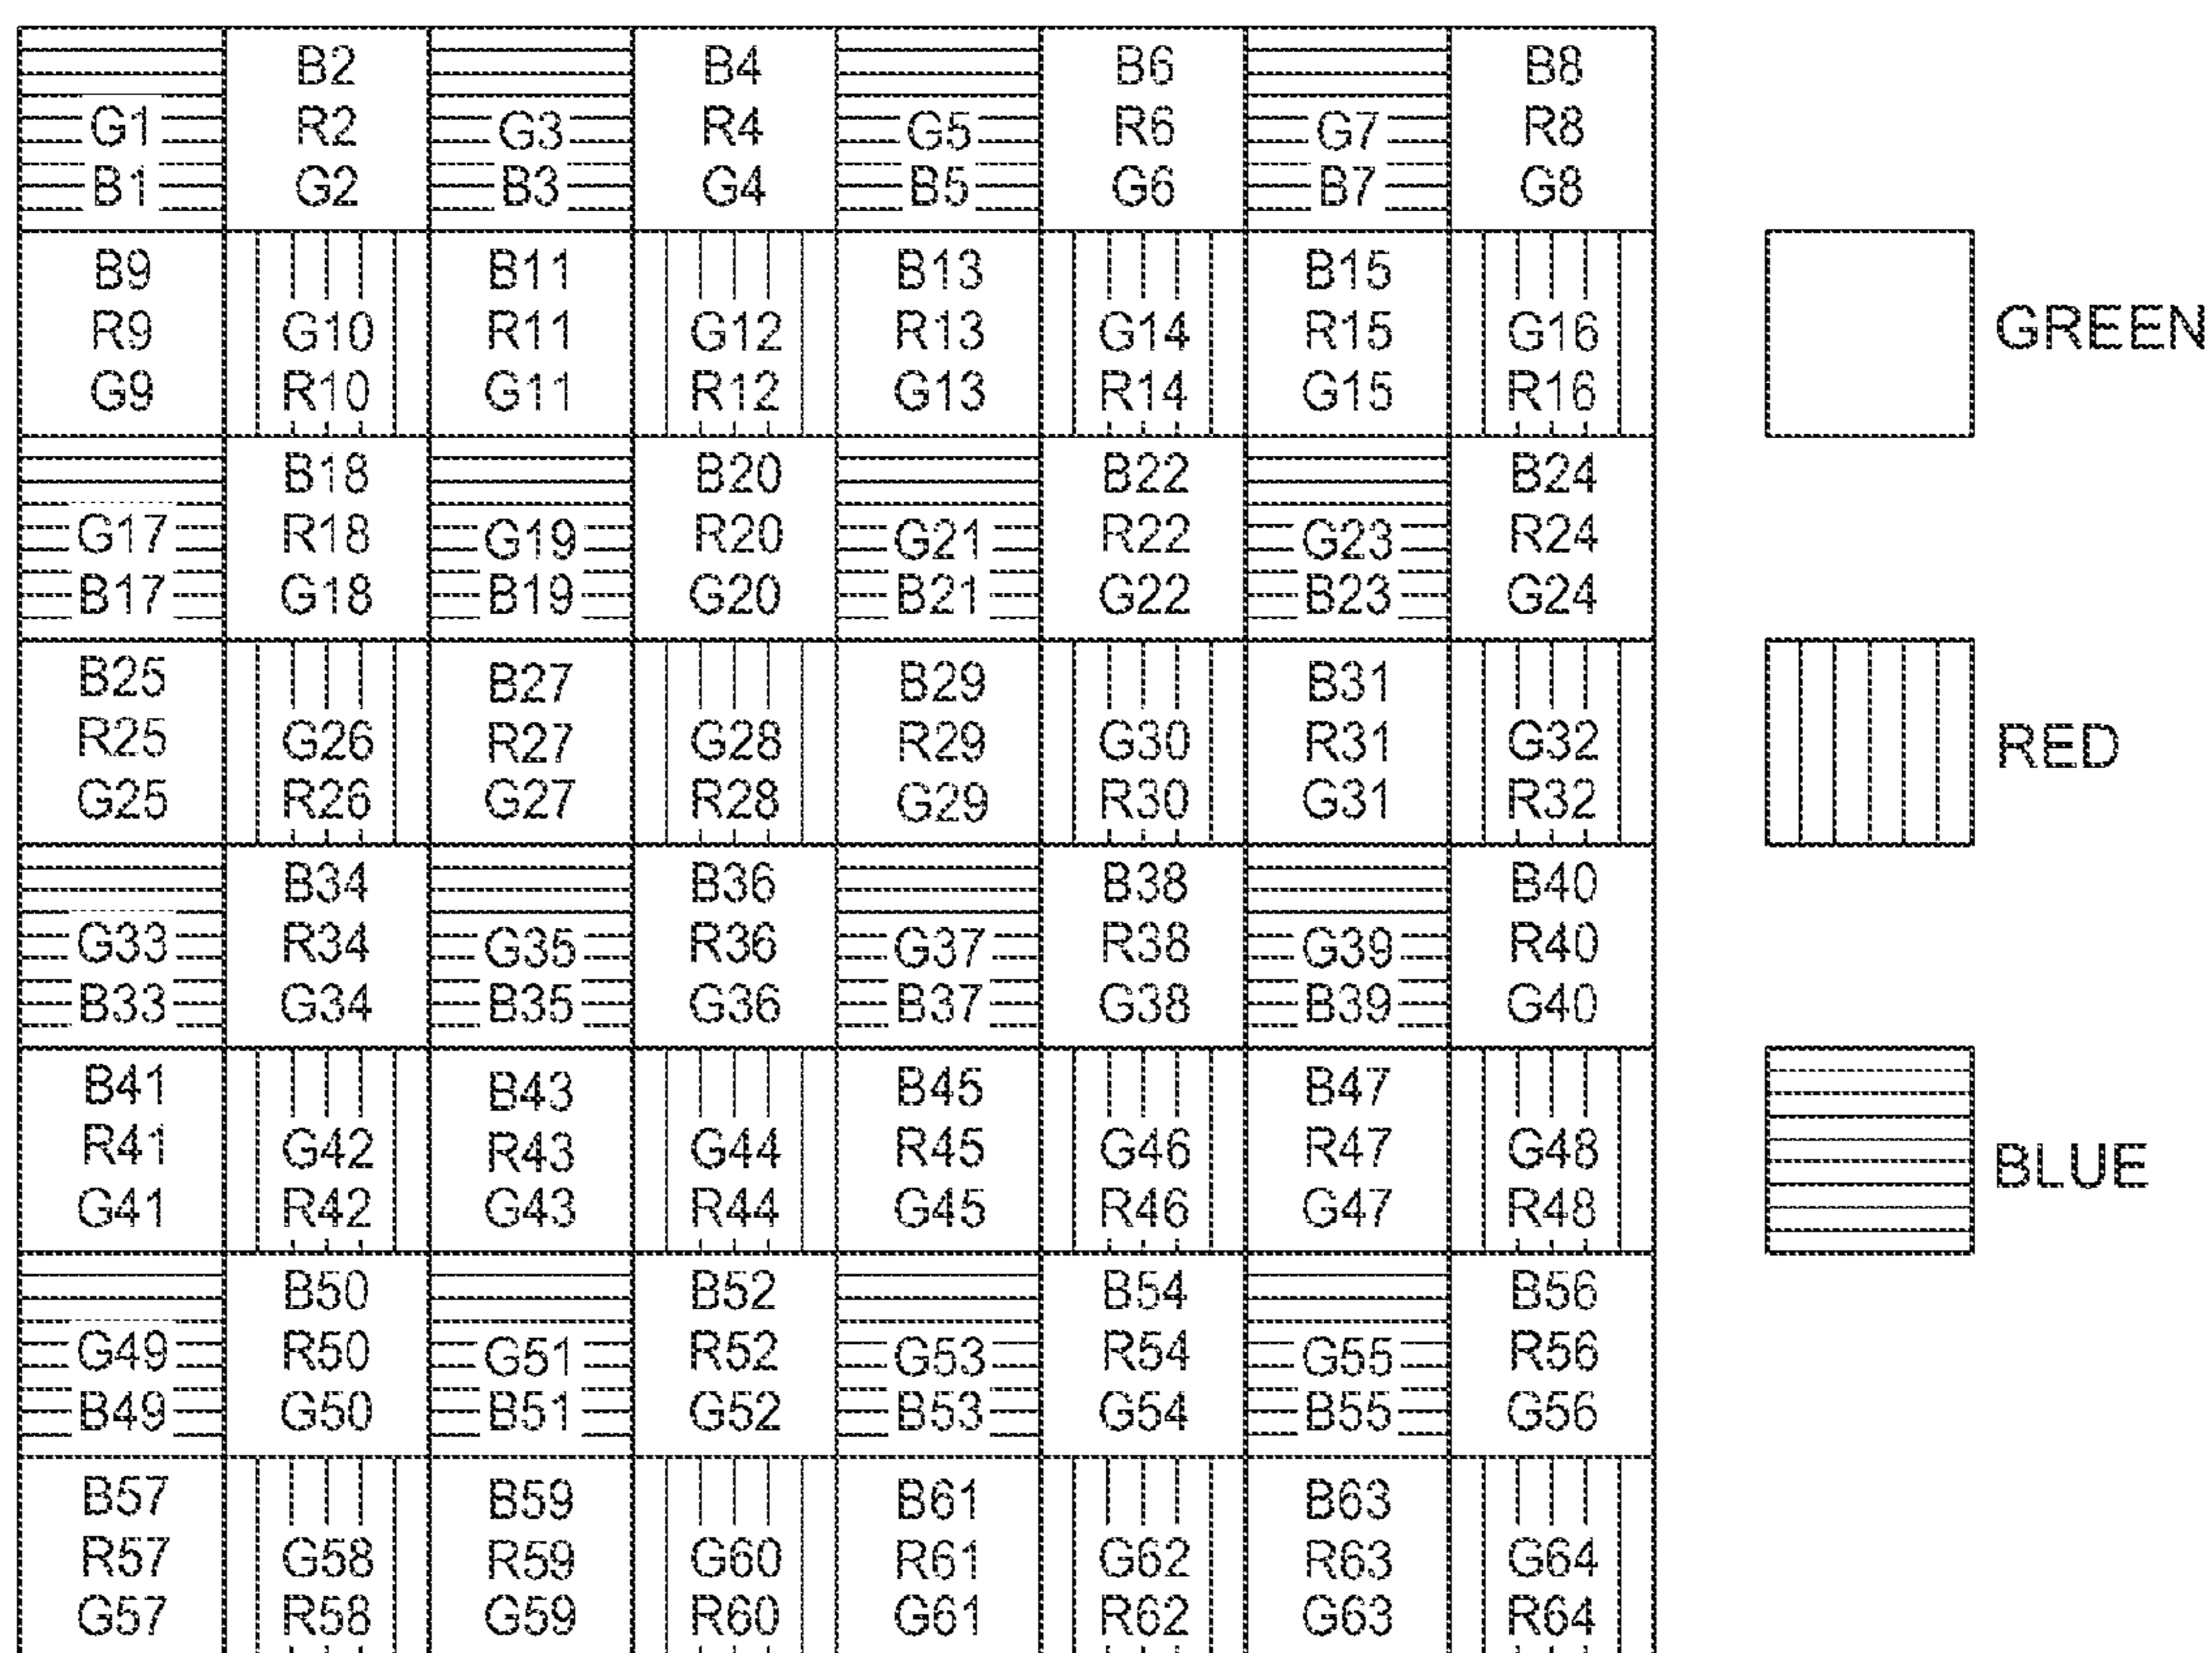 B2 B4 B6 B8
G1 R2 G3 R4 G5 R6 G7 R8
B1 G2 B3 G4 B5 G6 B7 G8
B9 B11 B13 B15
R9 G10 R11 G12 R13 G14 R15 G16 GREEN
G9 R10 G11 R12 G13 R14 G15 R16
B18 B20 B22 B24
G17 R18 G19 R20 G21 R22 G23 R24
B17 G18 B19 G20 B21 G22 B23 G24
B25 B27 B29 B31
R25 G26 R27 G28 R29 G30 R31 G32 RED
G25 R26 G27 R28 G29 R30 G31 R32
B34 B36 B38 B40
G33 R34 G35 R36 G37 R38 G39 R40
B33 G34 B35 G36 B37 G38 B39 G40
B41 B43 B45 B47
R41 G42 R43 G44 R45 G46 R47 G48 BLUE
G41 R42 G43 R44 G45 R46 G47 R48
B50 B52 B54 B56
G49 R50 G51 R52 G53 R54 G55 R56
B49 G50 B51 G52 B53 G54 B55 G56
B57 B59 B61 B63
R57 G58 R59 G60 R61 G62 R63 G64
G57 R58 G59 R60 G61 R62 G63 R64